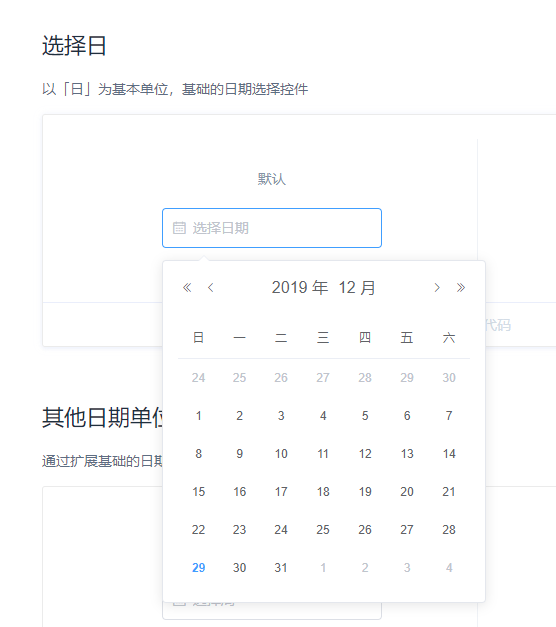 选择日
以「日」为基本单位，基础的日期选择控件
默认
选择日期
2019 年 12 月
日 一 二 三 四 五 六
24 25 26 27 28 29 30
1 2 3 4 5 6 7
8 9 10 11 12 13 14
15 16 17 18 19 20 21
22 23 24 25 26 27 28
29 30 31 1 2 3 4
代码
其他日期单位
通过扩展基础的日期